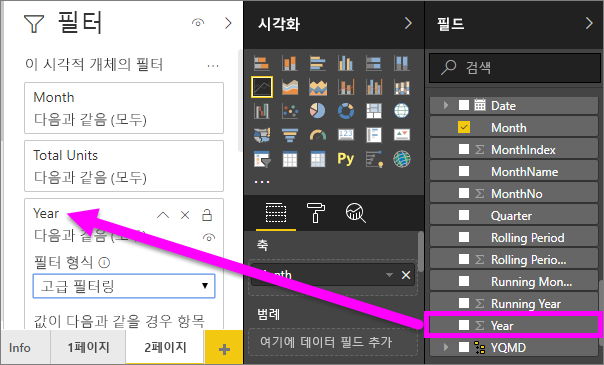 필터
이 시각적 개체의 필터 ...
Month
다음과 같음 (모두)
Total Units
다음과 같음 (모두)
Year
다음과 같음 (모두)
필터 형식
고급 필터링
값이 다음과 같을 경우 항목
Info
1페이지
2페이지
+
시각화
Py
...
축
Month
범례
여기에 데이터 필드 추가
필드
검색
Date
Month
MonthIndex
MonthName
MonthNo
Quarter
Rolling Period
Rolling Perio...
Running Mon...
Running Year
Year
YQMD